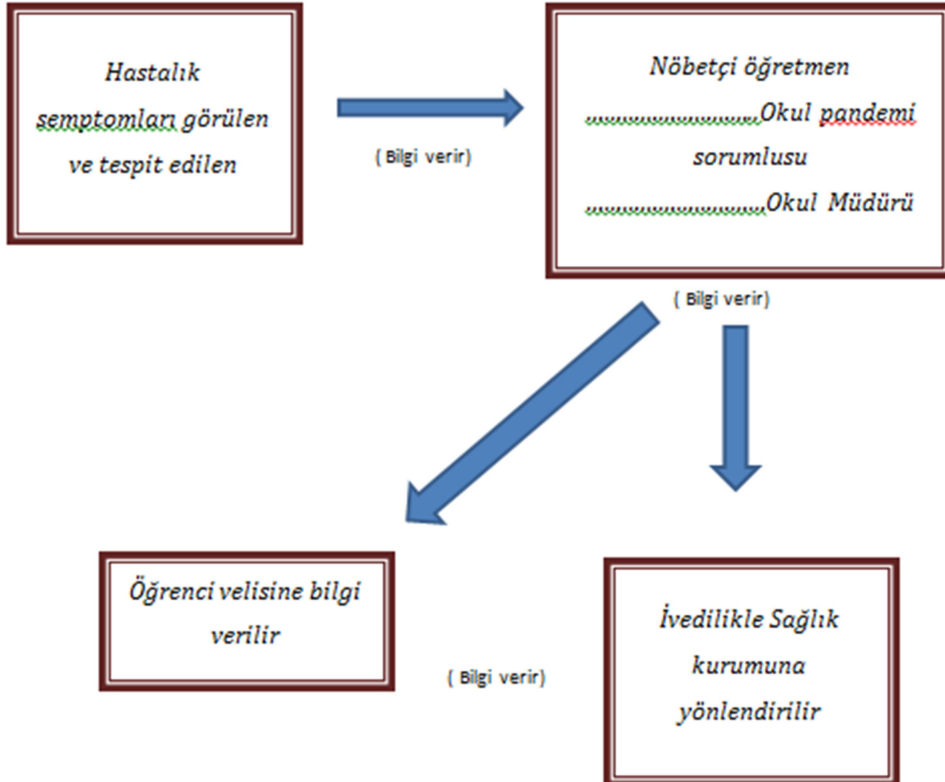 Hastalık
semptomları görülen
ve tespit edilen
( Bilgi verir)
Nöbetçi öğretmen
,,,,,,,,,,,,,,,,,,,,,,,,,,,,,Okul pandemi
sorumlusu
,,,,,,,,,,,,,,,,,,,,,,,,,,,,,,Okul Müdürü
( Bilgi verir)
Öğrenci velisine bilgi
verilir
( Bilgi verir)
İvedilikle Sağlık
kurumuna
yönlendirilir